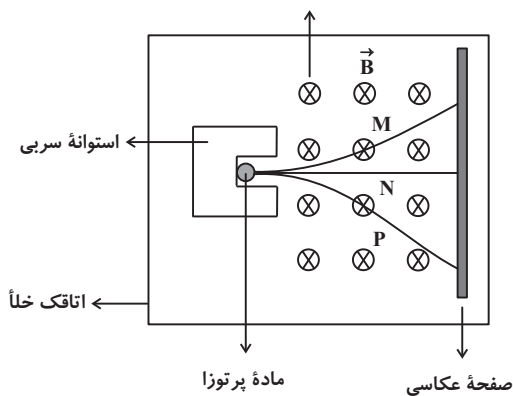 B
M
استوانهٔ سربی
N
P
اتاقک خلأ
مادهٔ پرتوزا
صفحهٔ عکاسی